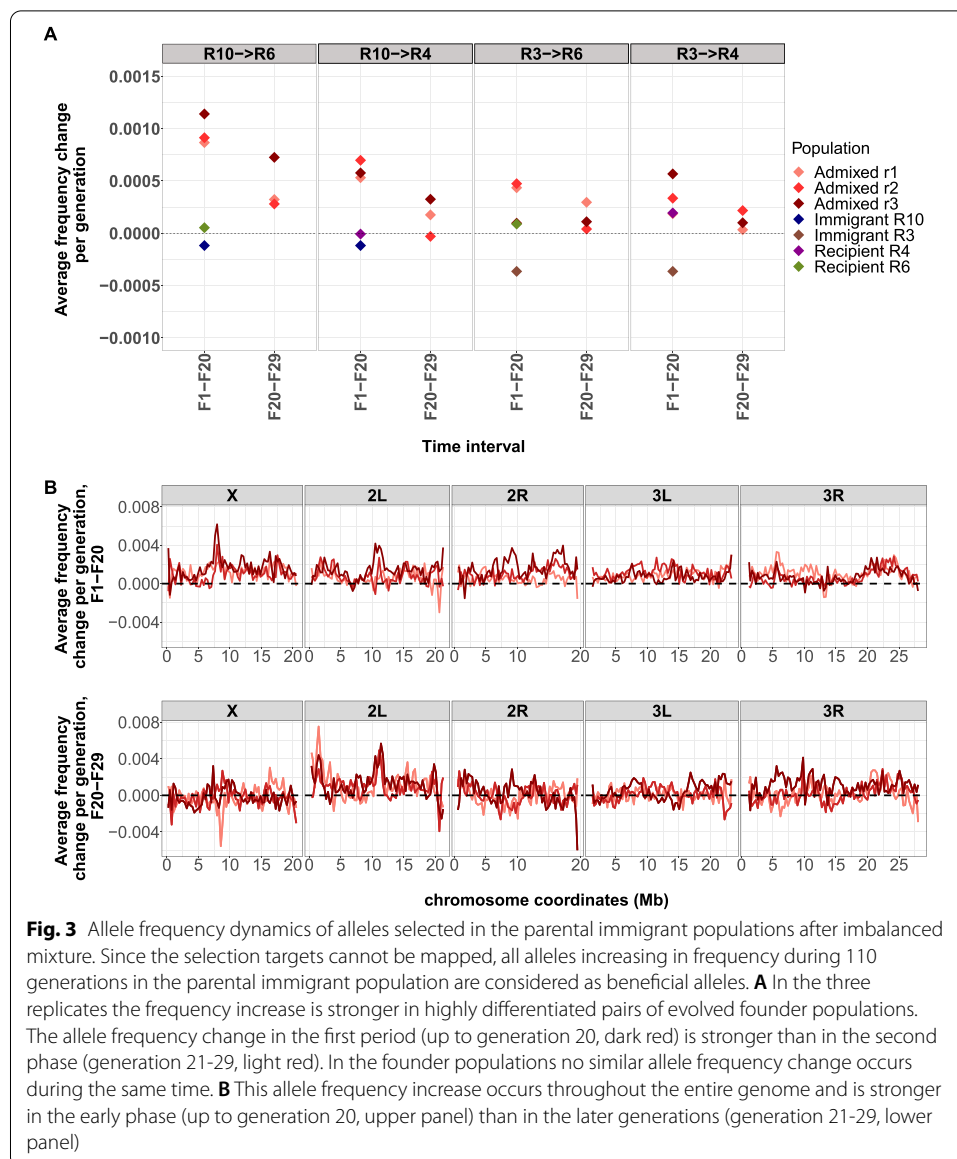 A
R10->R6 R10->R4 R3->R6 R3->R4
Average frequency change
per generation
0.0015
0.0010
0.0005
0.0000
−0.0005
−0.0010
F1−F20 F20−F29 F1−F20 F20−F29 F1−F20 F20−F29 F1−F20 F20−F29
Time interval
Population
Admixed r1
Admixed r2
Admixed r3
Immigrant R10
Immigrant R3
Recipient R4
Recipient R6
B
X 2L 2R 3L 3R
Average frequency
change per generation,
F1−F20
0.008
0.004
0.000
−0.004
0 5 10 15 20 0 5 10 15 20 0 5 10 20 0 5 10 15 20 0 5 10 15 20 25
X 2L 2R 3L 3R
Average frequency
change per generation,
F20−F29
0.008
0.004
0.000
−0.004
0 5 10 15 20 0 5 10 15 20 0 5 10 15 20 0 5 10 15 20 0 5 10 15 20 25
chromosome coordinates (Mb)
Fig. 3 Allele frequency dynamics of alleles selected in the parental immigrant populations after imbalanced
mixture. Since the selection targets cannot be mapped, all alleles increasing in frequency during 110
generations in the parental immigrant population are considered as beneficial alleles. A In the three
replicates the frequency increase is stronger in highly differentiated pairs of evolved founder populations.
The allele frequency change in the first period (up to generation 20, dark red) is stronger than in the second
phase (generation 21-29, light red). In the founder populations no similar allele frequency change occurs
during the same time. B This allele frequency increase occurs throughout the entire genome and is stronger
in the early phase (up to generation 20, upper panel) than in the later generations (generation 21-29, lower
panel)